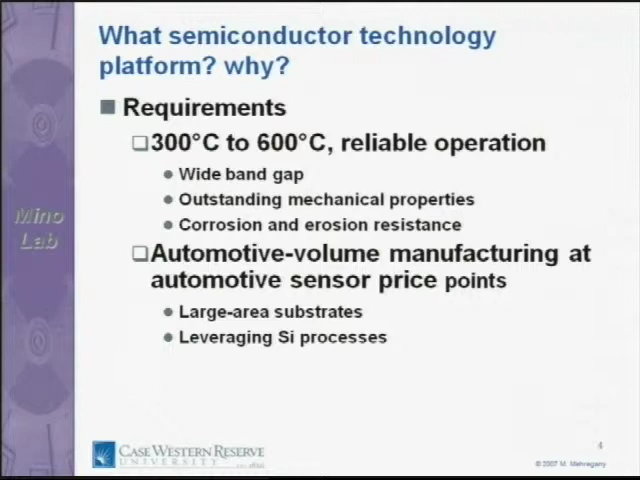 What semiconductor technology
platform? why?
Requirements
300°C to 600°C, reliable operation
Wide band gap
Outstanding mechanical properties
Corrosion and erosion resistance
Automotive-volume manufacturing at
automotive sensor price points
Large-area substrates
Leveraging Si processes
Mino
Lab
CASE WESTERN RESERVE
UNIVERSITY
4
© 2007 M. Mehregany